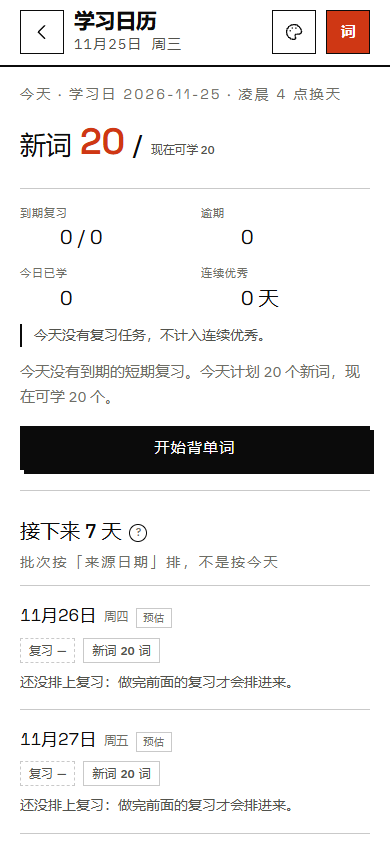 学习日历
11月25日 周三
词
今天 · 学习日 2026-11-25 · 凌晨 4 点换天
新词 20 / 现在可学 20
到期复习 逾期
0 / 0 0
今日已学 连续优秀
0 0 天
今天没有复习任务，不计入连续优秀。
今天没有到期的短期复习。今天计划 20 个新词，现
在可学 20 个。
开始背单词
接下来 7 天 ?
批次按「来源日期」排，不是按今天
11月26日 周四 预估
复习 — 新词 20 词
还没排上复习：做完前面的复习才会排进来。
11月27日 周五 预估
复习 — 新词 20 词
还没排上复习：做完前面的复习才会排进来。